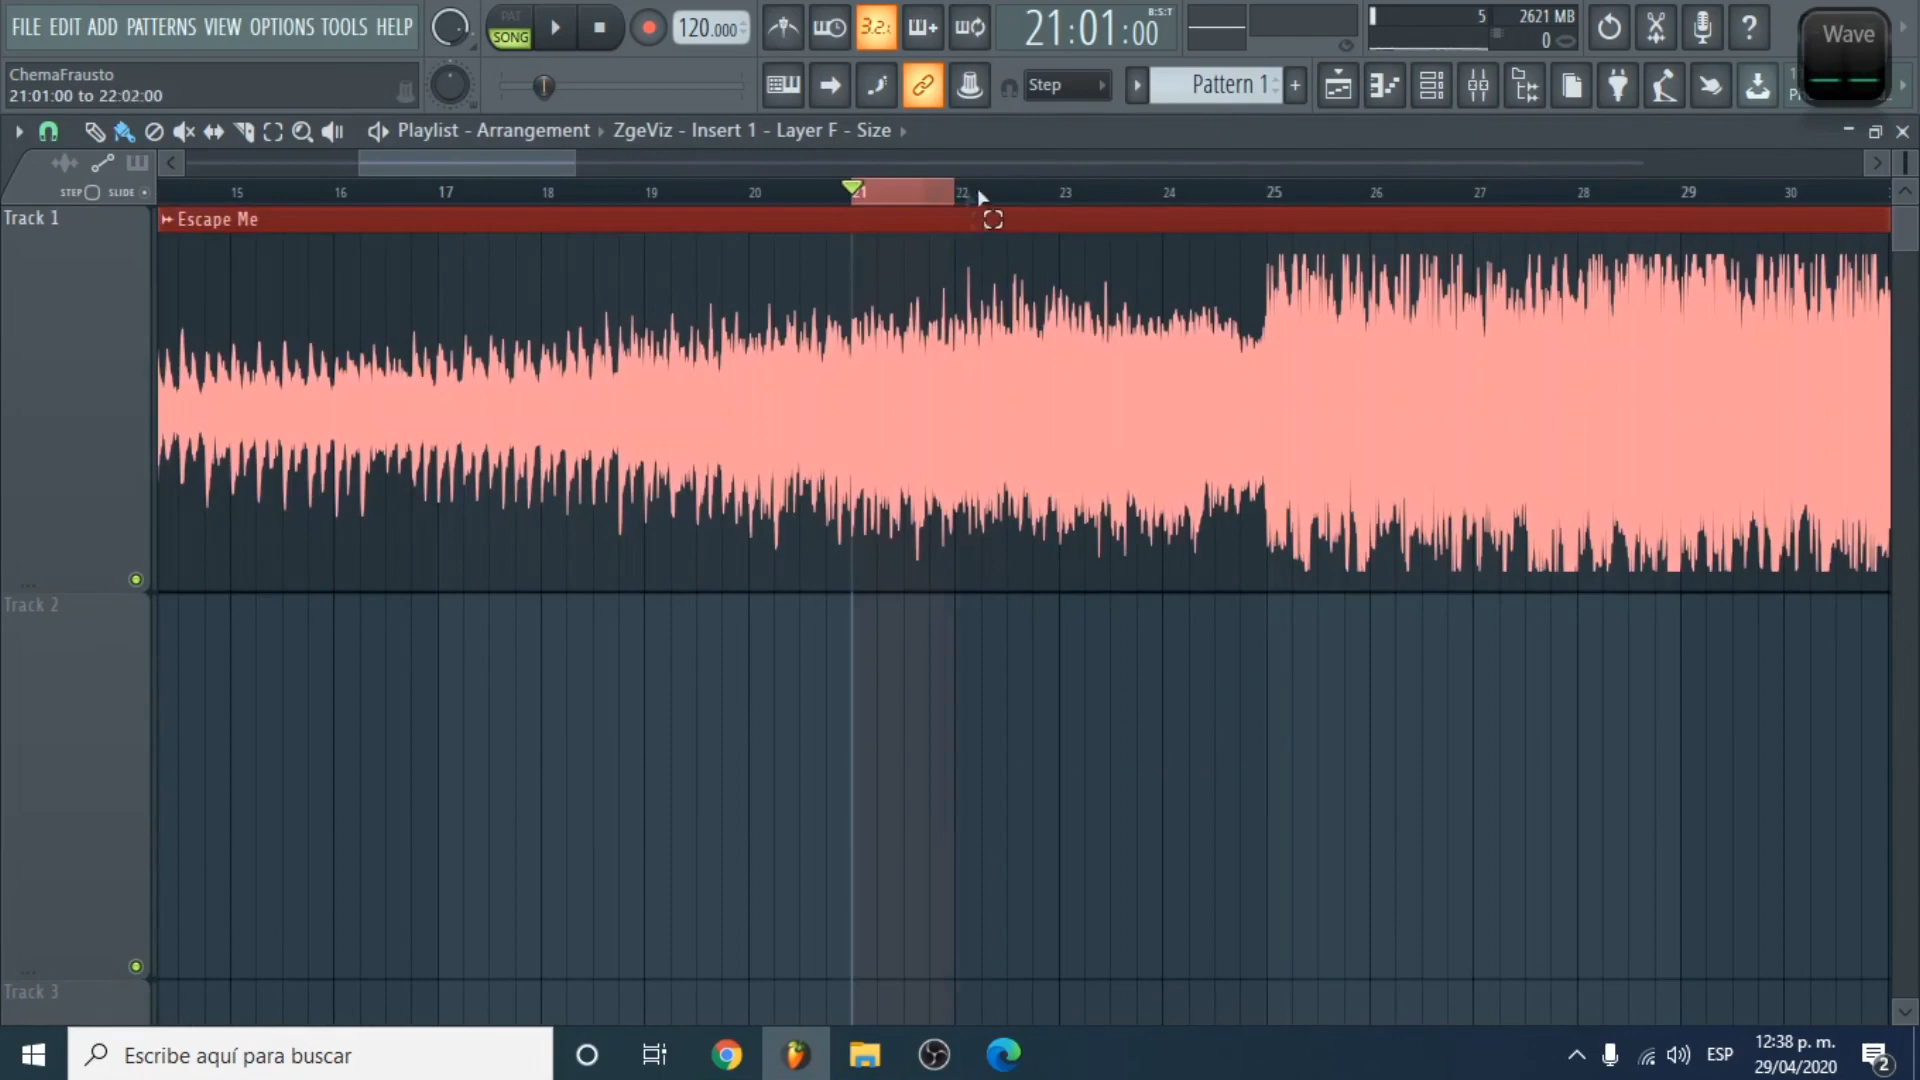 FILE EDIT ADD PATTERNS VIEW OPTIONS TOOLS HELP
PAT
SONG
120.000
3.2.
21:01:00
B:S:T
5
2621 MB
0
Wave
ChemaFrausto
21:01:00 to 22:02:00
Step
Pattern 1
+
Playlist - Arrangement ▸ ZgeViz - Insert 1 - Layer F - Size ▸
STEP SLIDE
15 16 17 18 19 20 21 22 23 24 25 26 27 28 29 30
Track 1
Escape Me
Track 2
Track 3
Escribe aquí para buscar
ESP
12:38 p. m.
29/04/2020
2